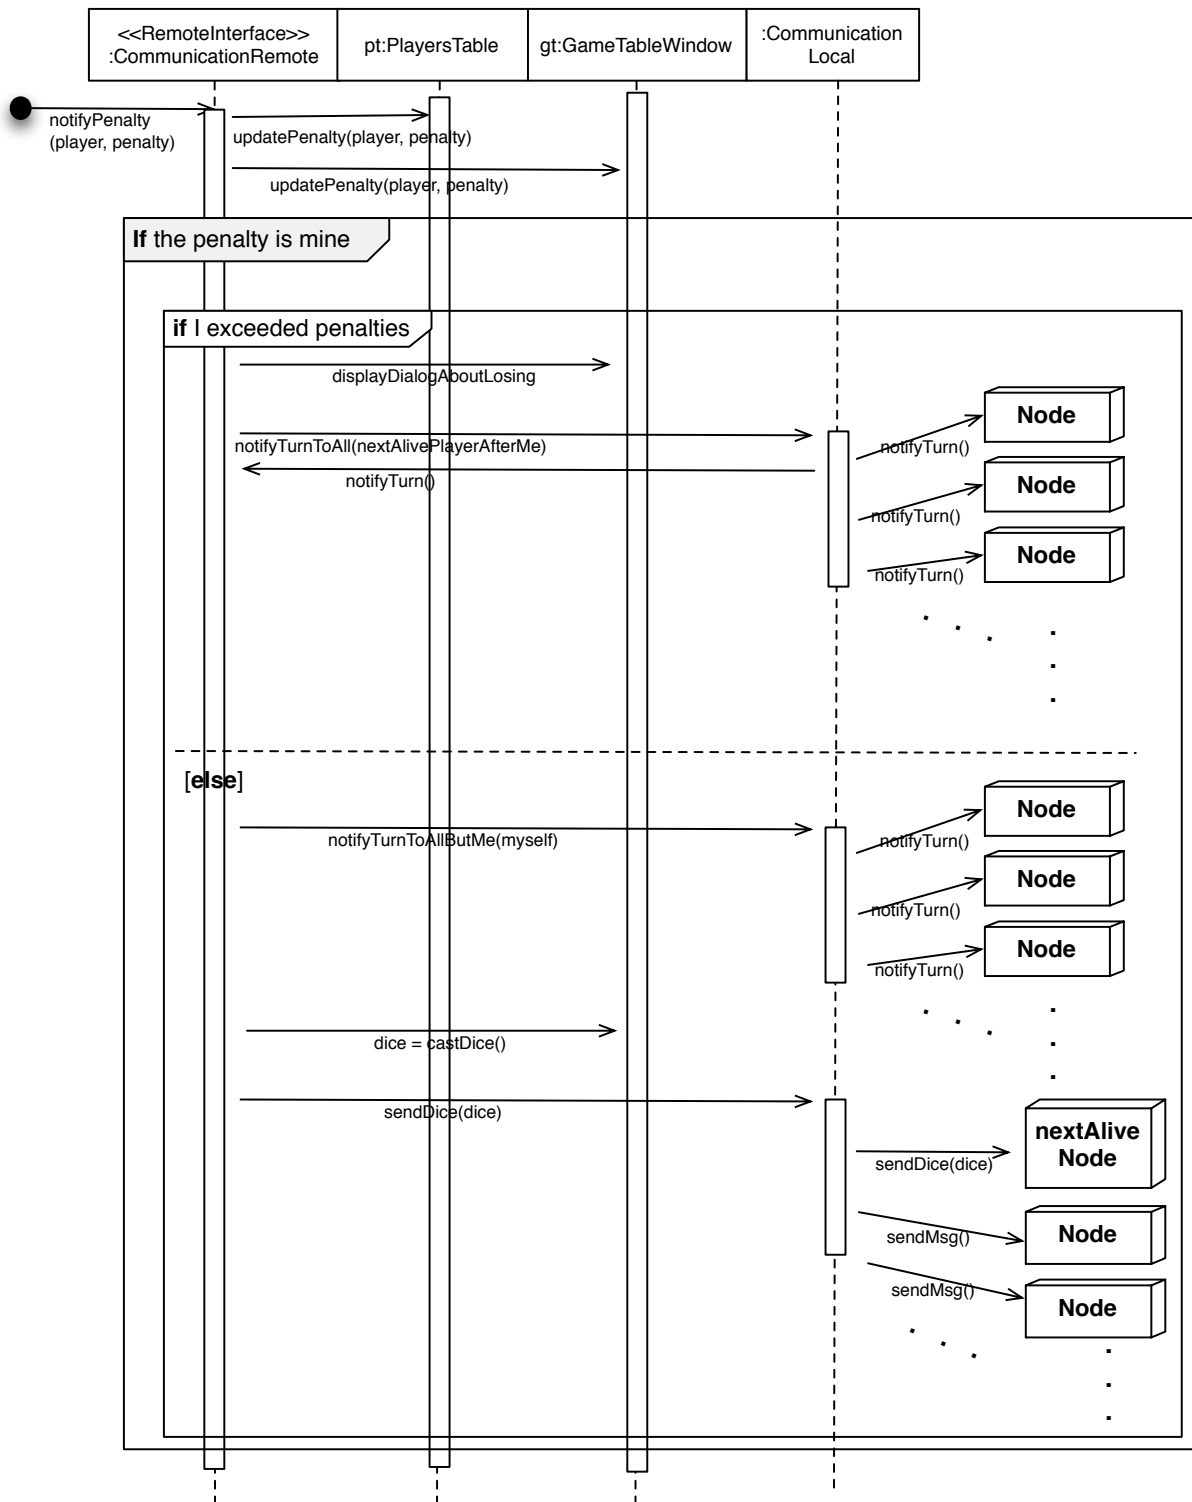 <<RemoteInterface>>
:CommunicationRemote
pt:PlayersTable
gt:GameTableWindow
:Communication
Local
notifyPenalty
(player, penalty)
updatePenalty(player, penalty)
updatePenalty(player, penalty)
If the penalty is mine
if I exceeded penalties
displayDialogAboutLosing
Node
notifyTurnToAll(nextAlivePlayerAfterMe)
notifyTurn()
notifyTurn()
Node
notifyTurn()
Node
notifyTurn()
[else]
Node
notifyTurnToAllButMe(myself)
notifyTurn()
Node
notifyTurn()
Node
notifyTurn()
dice = castDice()
sendDice(dice)
nextAlive
Node
sendDice(dice)
Node
sendMsg()
Node
sendMsg()